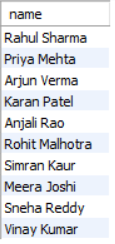 name
Rahul Sharma
Priya Mehta
Arjun Verma
Karan Patel
Anjali Rao
Rohit Malhotra
Simran Kaur
Meera Joshi
Sneha Reddy
Vinay Kumar